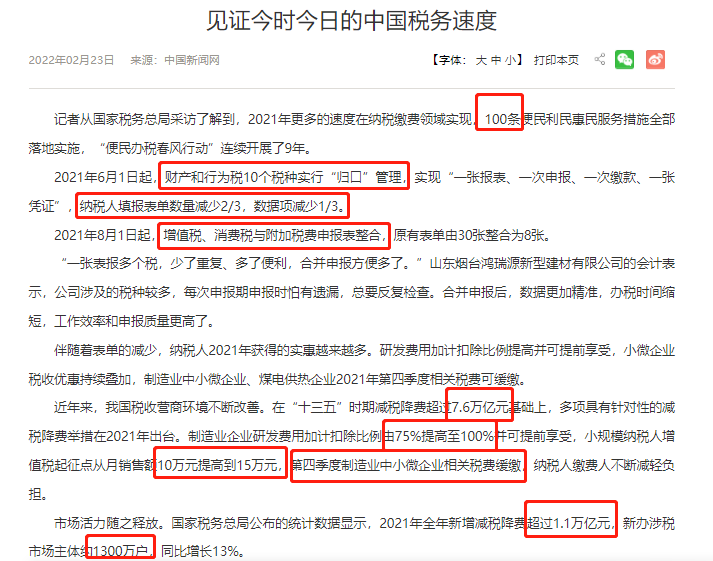 见证今时今日的中国税务速度
2022年02月23日 来源：中国新闻网 【字体： 大 中 小】 打印本页
记者从国家税务总局采访了解到，2021年更多的速度在纳税缴费领域实现，100条便民利民惠民服务措施全部
落地实施，“便民办税春风行动”连续开展了9年。
2021年6月1日起，财产和行为税10个税种实行“归口”管理，实现“一张报表、一次申报、一次缴款、一张
凭证”，纳税人填报表单数量减少2/3，数据项减少1/3。
2021年8月1日起，增值税、消费税与附加税费申报表整合，原有表单由30张整合为8张。
“一张表报多个税，少了重复、多了便利，合并申报方便多了。”山东烟台鸿瑞源新型建材有限公司的会计表
示，公司涉及的税种较多，每次申报期申报时怕有遗漏，总要反复检查。合并申报后，数据更加精准，办税时间缩
短，工作效率和申报质量更高了。
伴随着表单的减少，纳税人2021年获得的实惠越来越多。研发费用加计扣除比例提高并可提前享受，小微企业
税收优惠持续叠加，制造业中小微企业、煤电供热企业2021年第四季度相关税费可缓缴。
近年来，我国税收营商环境不断改善。在“十三五”时期减税降费超过7.6万亿元基础上，多项具有针对性的减
税降费举措在2021年出台。制造业企业研发费用加计扣除比例由75%提高至100%并可提前享受，小规模纳税人增
值税起征点从月销售额10万元提高到15万元，第四季度制造业中小微企业相关税费缓缴，纳税人缴费人不断减轻负
担。
市场活力随之释放。国家税务总局公布的统计数据显示，2021年全年新增减税降费超过1.1万亿元，新办涉税
市场主体约1300万户，同比增长13%。